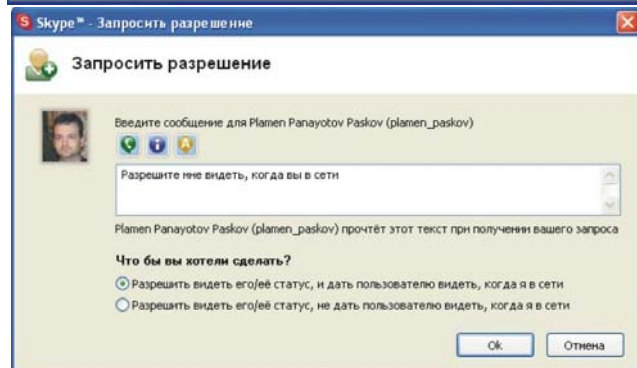 Skype™ - Запросить разрешение
Запросить разрешение
Введите сообщение для Plamen Panayotov Paskov (plamen_paskov)
Разрешите мне видеть, когда вы в сети
Plamen Panayotov Paskov (plamen_paskov) прочтёт этот текст при получении вашего запроса
Что бы вы хотели сделать?
Разрешить видеть его/её статус, и дать пользователю видеть, когда я в сети
Разрешить видеть его/её статус, не дать пользователю видеть, когда я в сети
Ok
Отмена